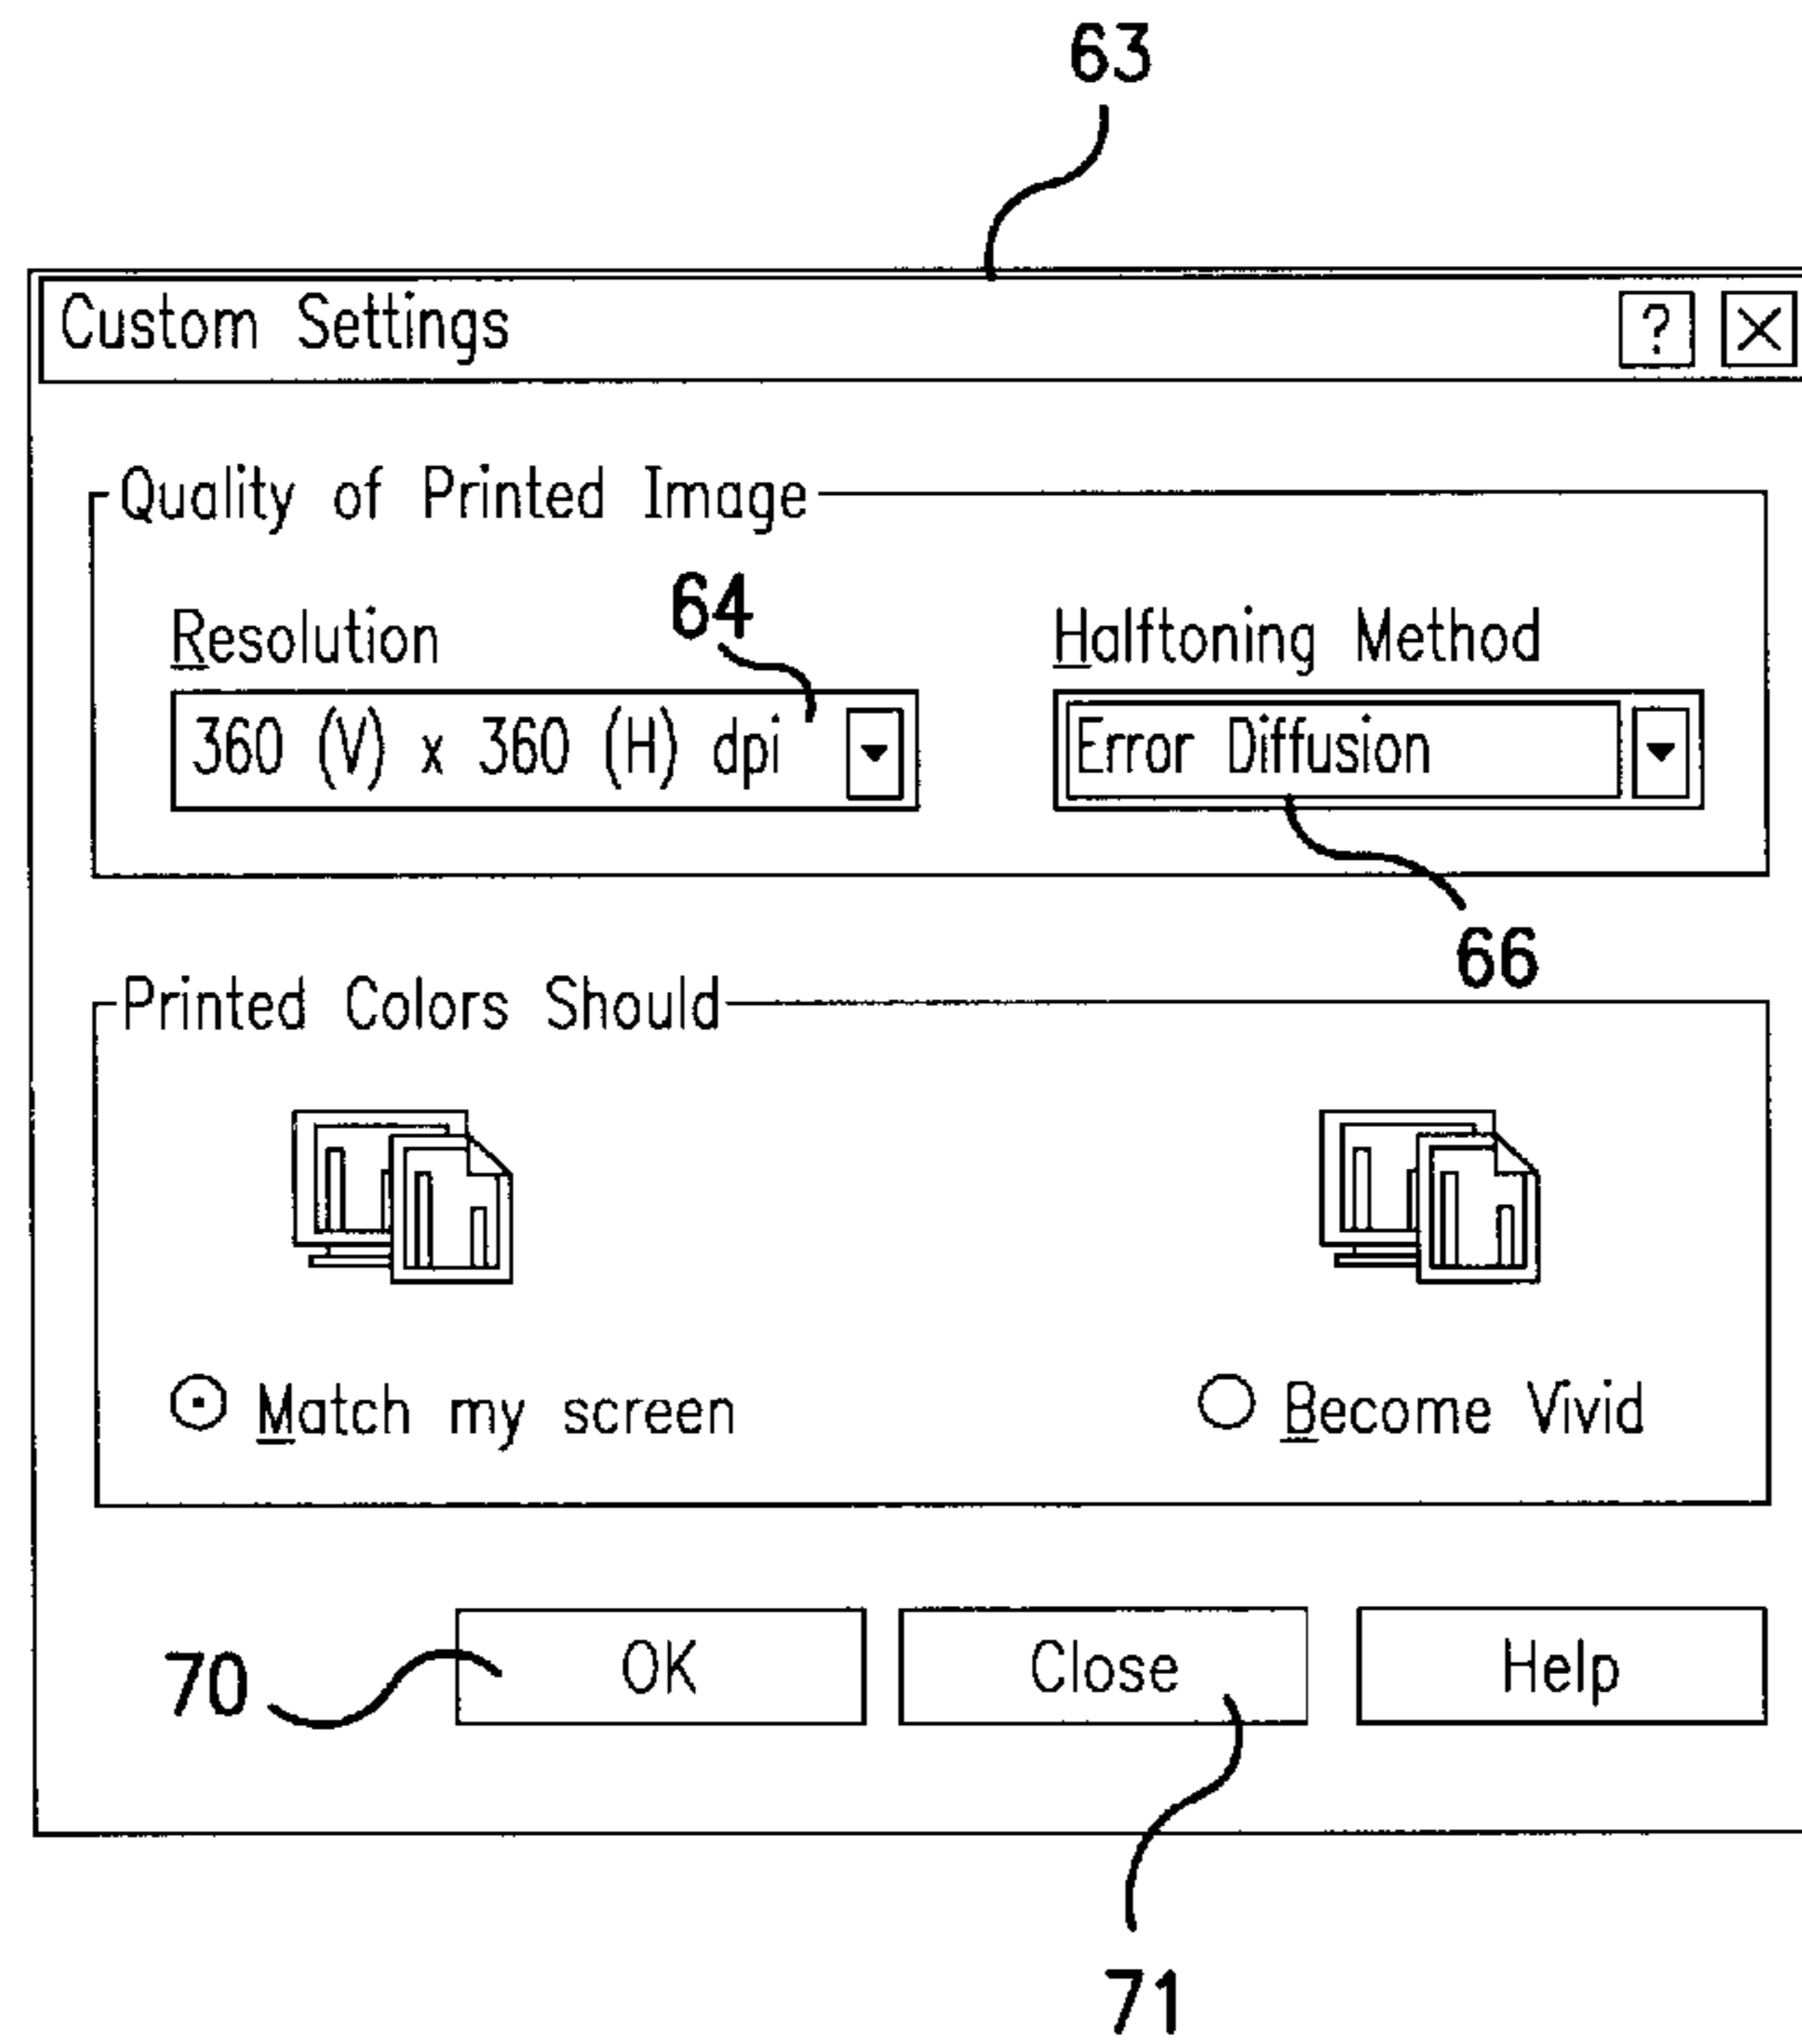 63
Custom Settings ? X
Quality of Printed Image
64
Resolution Halftoning Method
360 (V) x 360 (H) dpi Error Diffusion
66
Printed Colors Should
Match my screen Become Vivid
70 OK Close Help
71